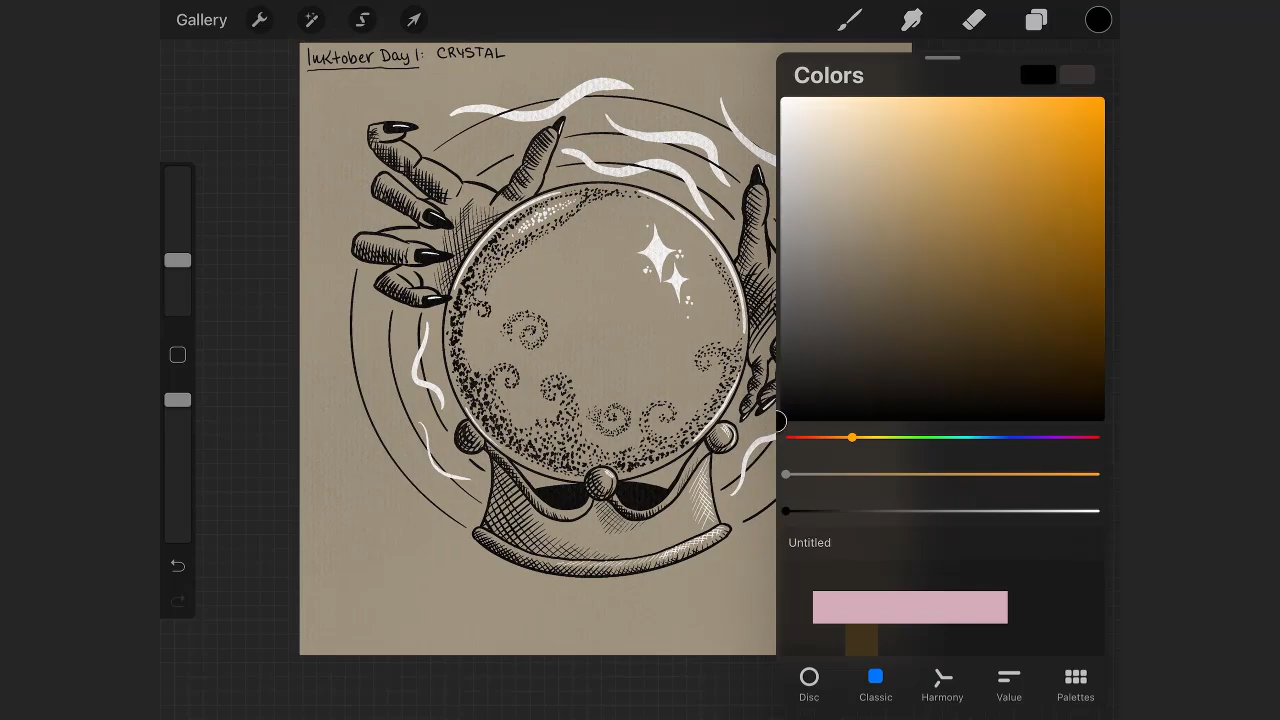 Gallery
Inktober Day 1: CRYSTAL
Colors
Untitled
Disc
Classic
Harmony
Value
Palettes